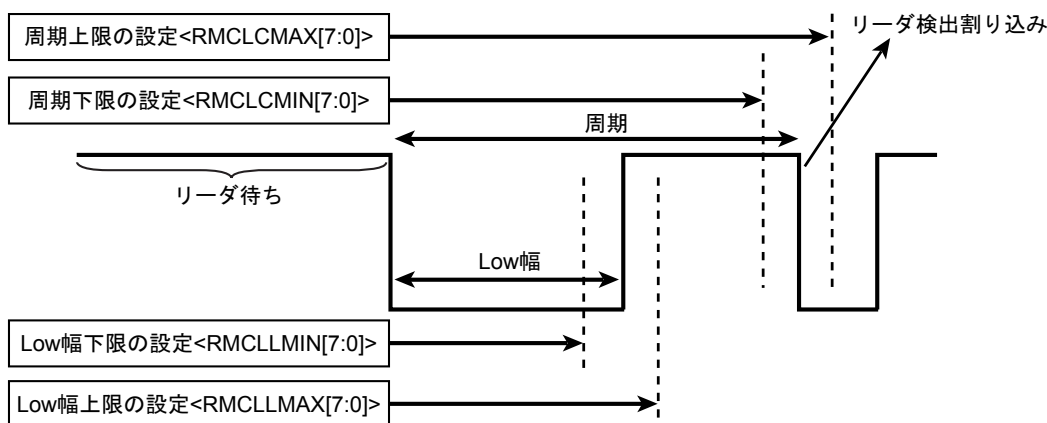 周期上限の設定<RMCLCMAX[7:0]>
リーダ検出割り込み
周期下限の設定<RMCLCMIN[7:0]>
周期
リーダ待ち
Low幅
Low幅下限の設定<RMCLLMIN[7:0]>
Low幅上限の設定<RMCLLMAX[7:0]>